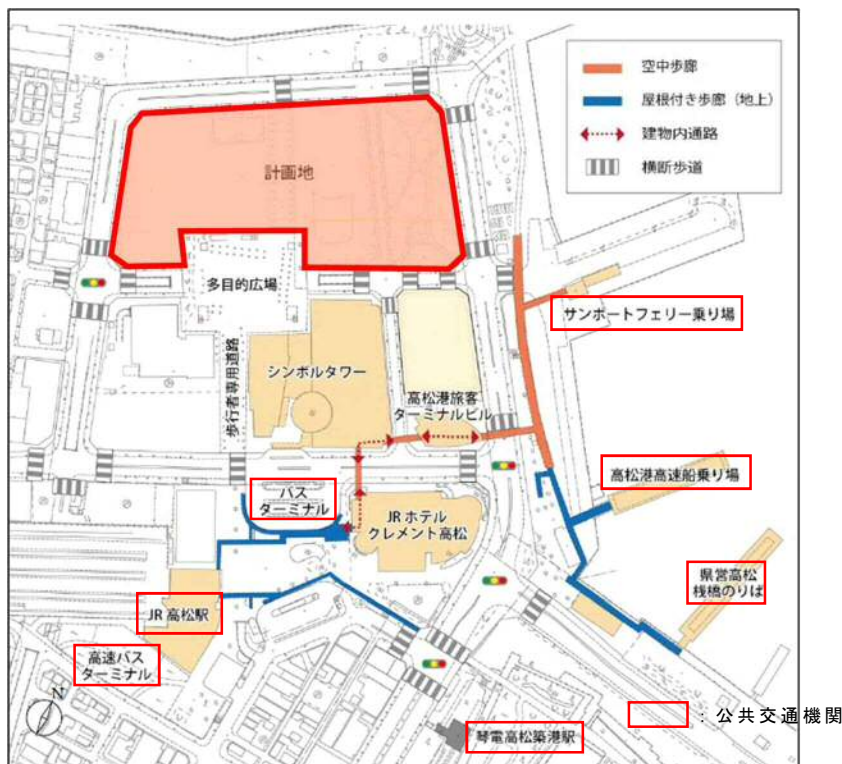 空中歩廊
屋根付き歩廊（地上）
建物内通路
横断歩道
計画地
多目的広場
サンポートフェリー乗り場
歩行者専用道路
シンボルタワー
高松港旅客
ターミナルビル
高松港高速船乗り場
バス
ターミナル
JRホテル
クレメント高松
県営高松
桟橋のりば
JR高松駅
高速バス
ターミナル
N
：公共交通機関
琴電高松築港駅